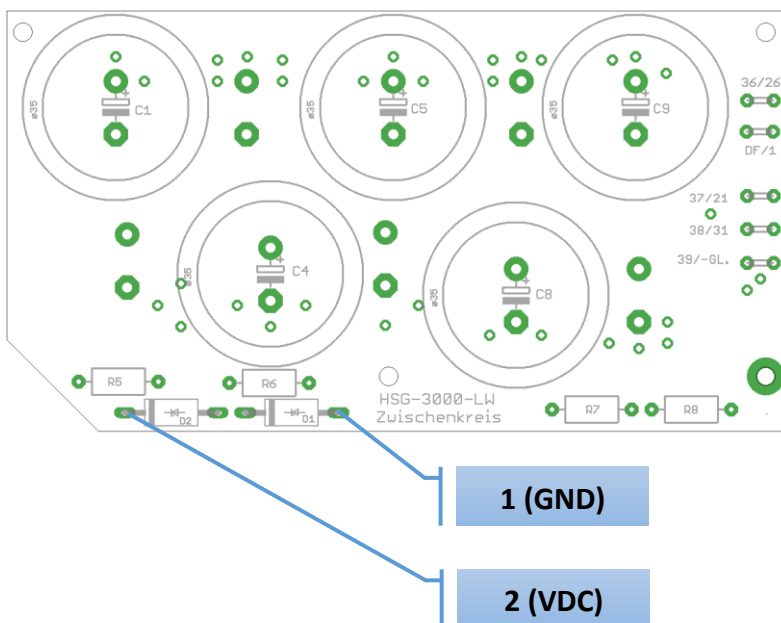 ø35
C1
+
ø35
C5
+
ø35
C9
+
36/26
DF/1
37/21
38/31
39/-GL.
ø35
C4
+
ø35
C8
+
R5
R6
HSG-3000-LW
Zwischenkreis
R7
R8
D2
D1
1 (GND)
2 (VDC)